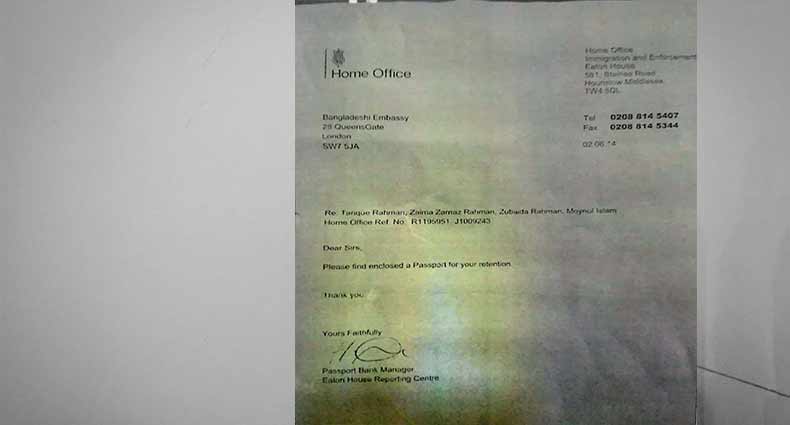 Home Office
Home Office
Immigration and Enforcement
Eaton House
581, Staines Road
Hounslow Middlesex
TW4 5QL
Bangladeshi Embassy
28 QueensGate
London
SW7 5JA
Tel 0208 814 5407
Fax 0208 814 5344
02.06.14
Re: Tarique Rahman, Zaima Zarnaz Rahman, Zubaida Rahman, Moynul Islam
Home Office Ref. No: R1195951, J1009243
Dear Sirs,
Please find enclosed a Passport for your retention.
Thank you.
Yours Faithfully
Passport Bank Manager
Eaton House Reporting Centre